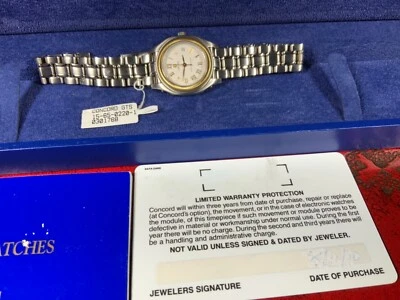 CONCORD GTS
15-65-0220-1
0301768
LIMITED WARRANTY PROTECTION
Concord will within three years from date of purchase, repair or replace
(at Concord's option), the movement, or in the case of electronic watches
the module, of this timepiece if such movement or module proves to be
defective in material or workmanship under normal use. During the first
year there will be no charge. During the second and third years there will
be a handling and administrative charge.
NOT VALID UNLESS SIGNED & DATED BY JEWELER.
ATCHES
JEWELERS SIGNATURE
DATE OF PURCHASE